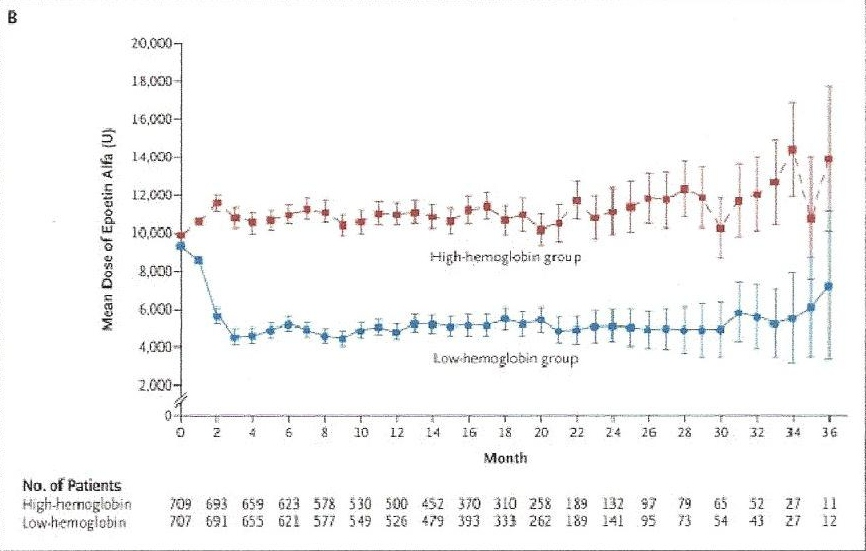 B
20,000
18,000
16,000
14,000
12,000
10,000
8,000
6,000
4,000
2,000
0
Mean Dose of Epoetin Alfa (U)
High-hemoglobin group
Low-hemoglobin group
0 2 4 6 8 10 12 14 16 18 20 22 24 26 28 30 32 34 36
Month
No. of Patients
High-hemoglobin 709 693 659 623 578 530 500 452 370 310 258 189 132 97 79 65 52 27 11
Low-hemoglobin 707 691 655 621 577 549 526 479 393 333 262 189 141 95 73 54 43 27 12